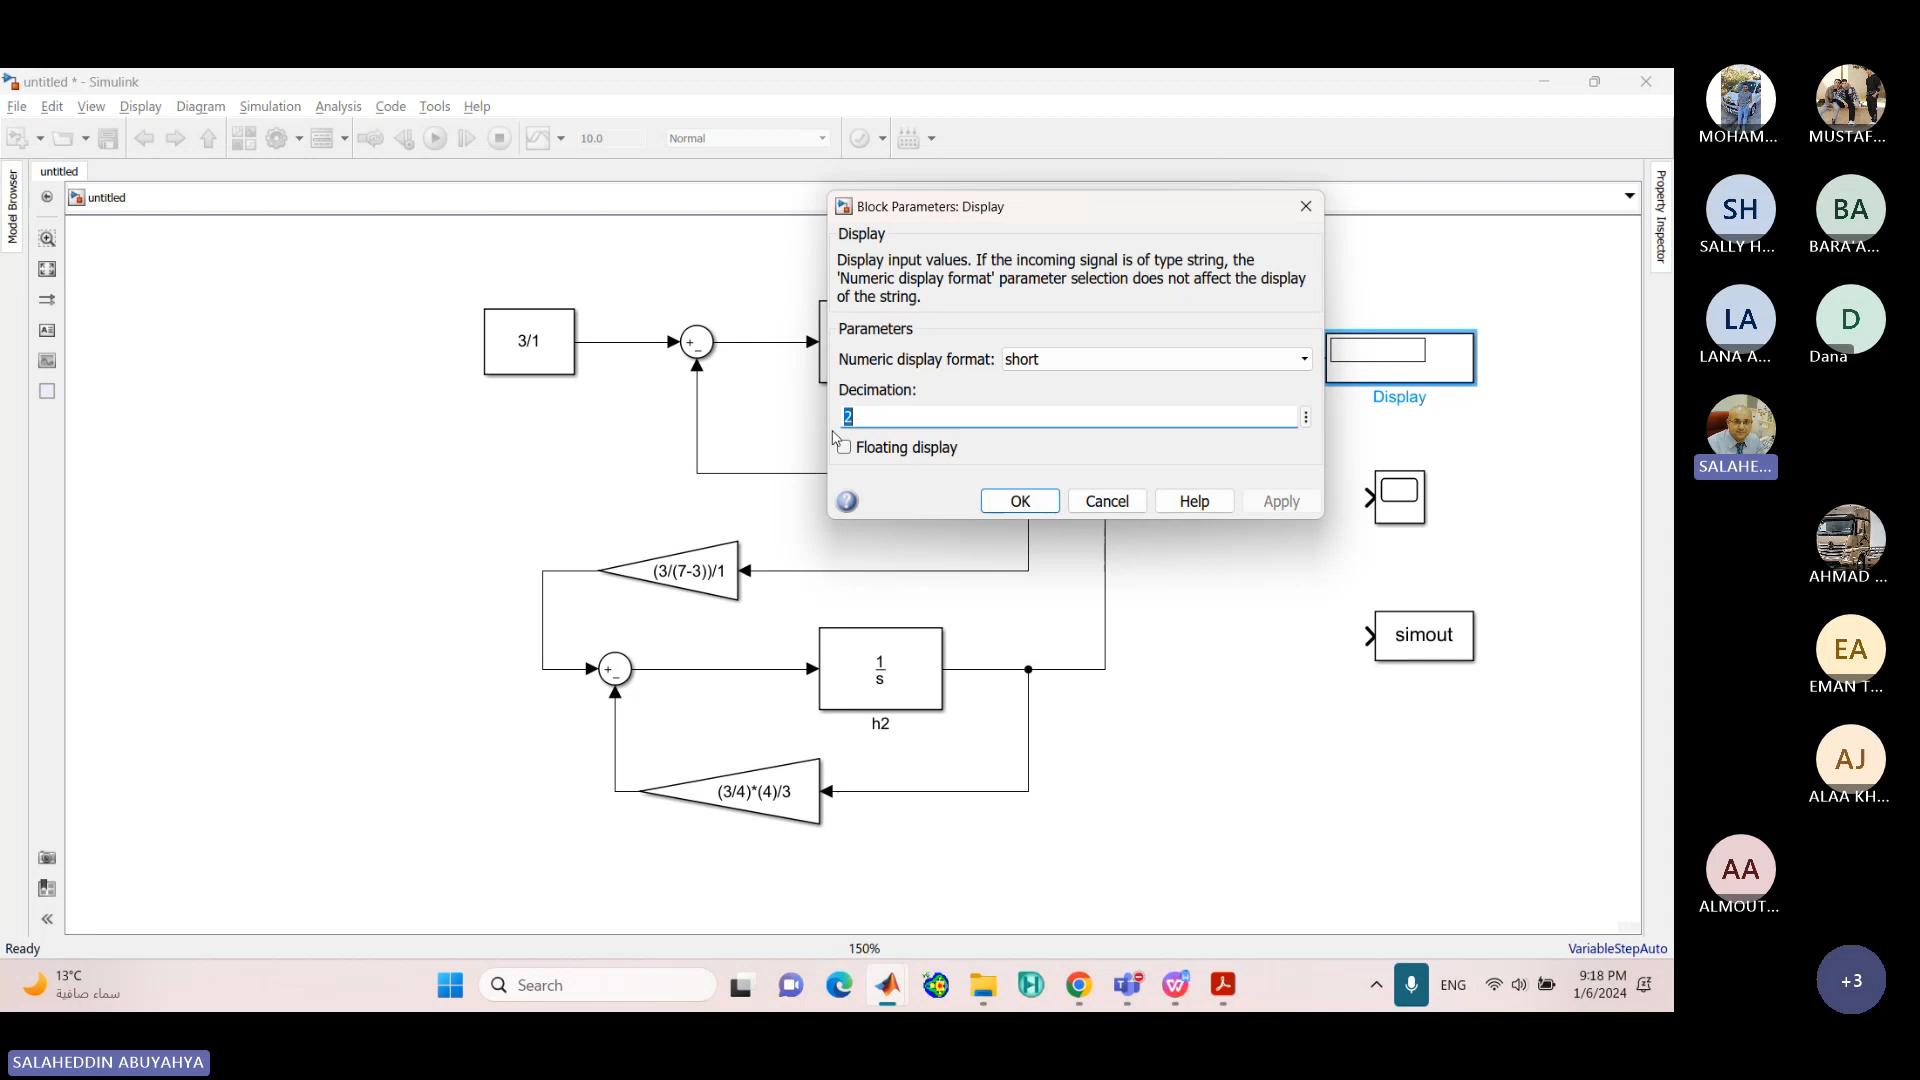 untitled * - Simulink
File Edit View Display Diagram Simulation Analysis Code Tools Help
10.0 Normal
Model Browser
untitled
untitled
Property Inspector
Block Parameters: Display
Display
Display input values. If the incoming signal is of type string, the
'Numeric display format' parameter selection does not affect the display
of the string.
Parameters
Numeric display format: short
Decimation:
2
Floating display
OK Cancel Help Apply
3/1
+
−
Display
(3/(7-3))/1
+
−
1
s
h2
(3/4)*(4)/3
simout
Ready 150% VariableStepAuto
13°C
سماء صافية
Search
ENG
9:18 PM
1/6/2024
MOHAM...
MUSTAF...
SH
SALLY H...
BA
BARA'A...
LA
LANA A...
D
Dana
SALAHE...
AHMAD ...
EA
EMAN T...
AJ
ALAA KH...
AA
ALMOUT...
+3
SALAHEDDIN ABUYAHYA